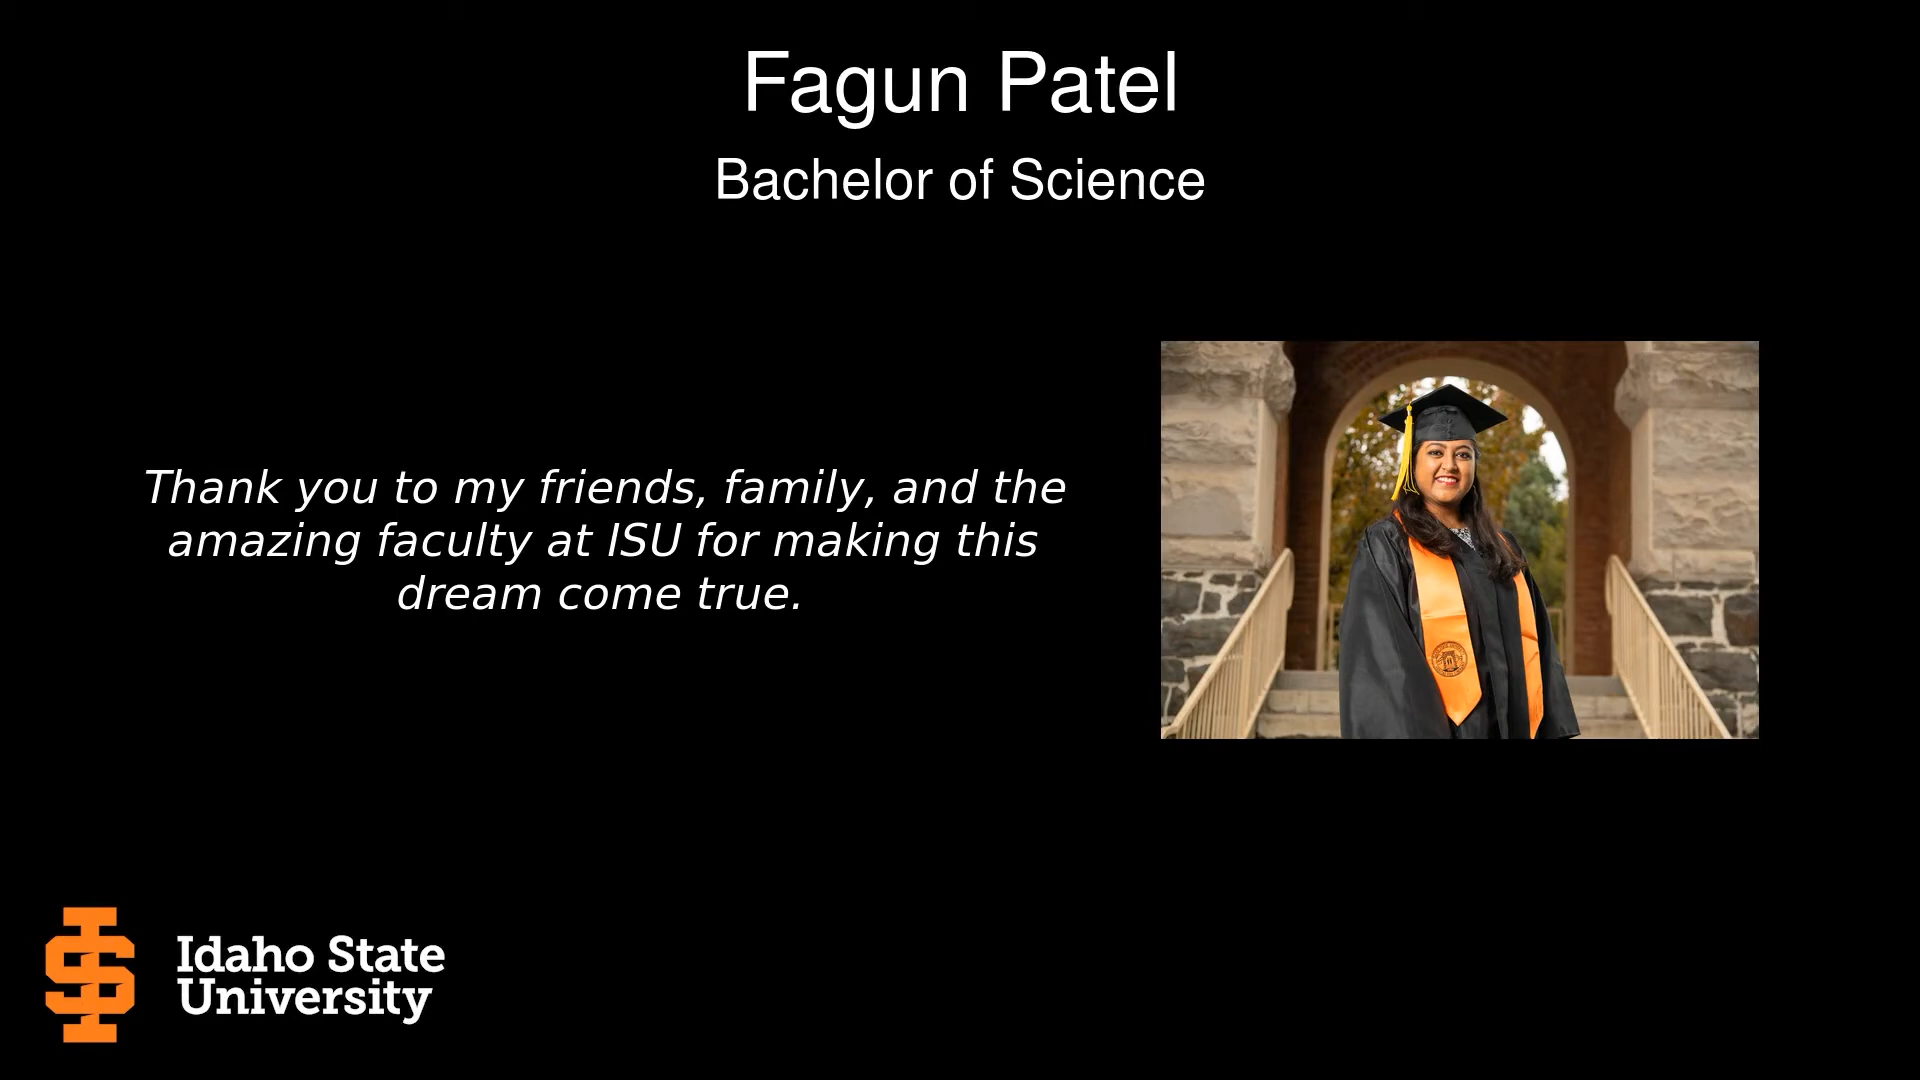 Fagun Patel
Bachelor of Science
Thank you to my friends, family, and the
amazing faculty at ISU for making this
dream come true.
Idaho State
University